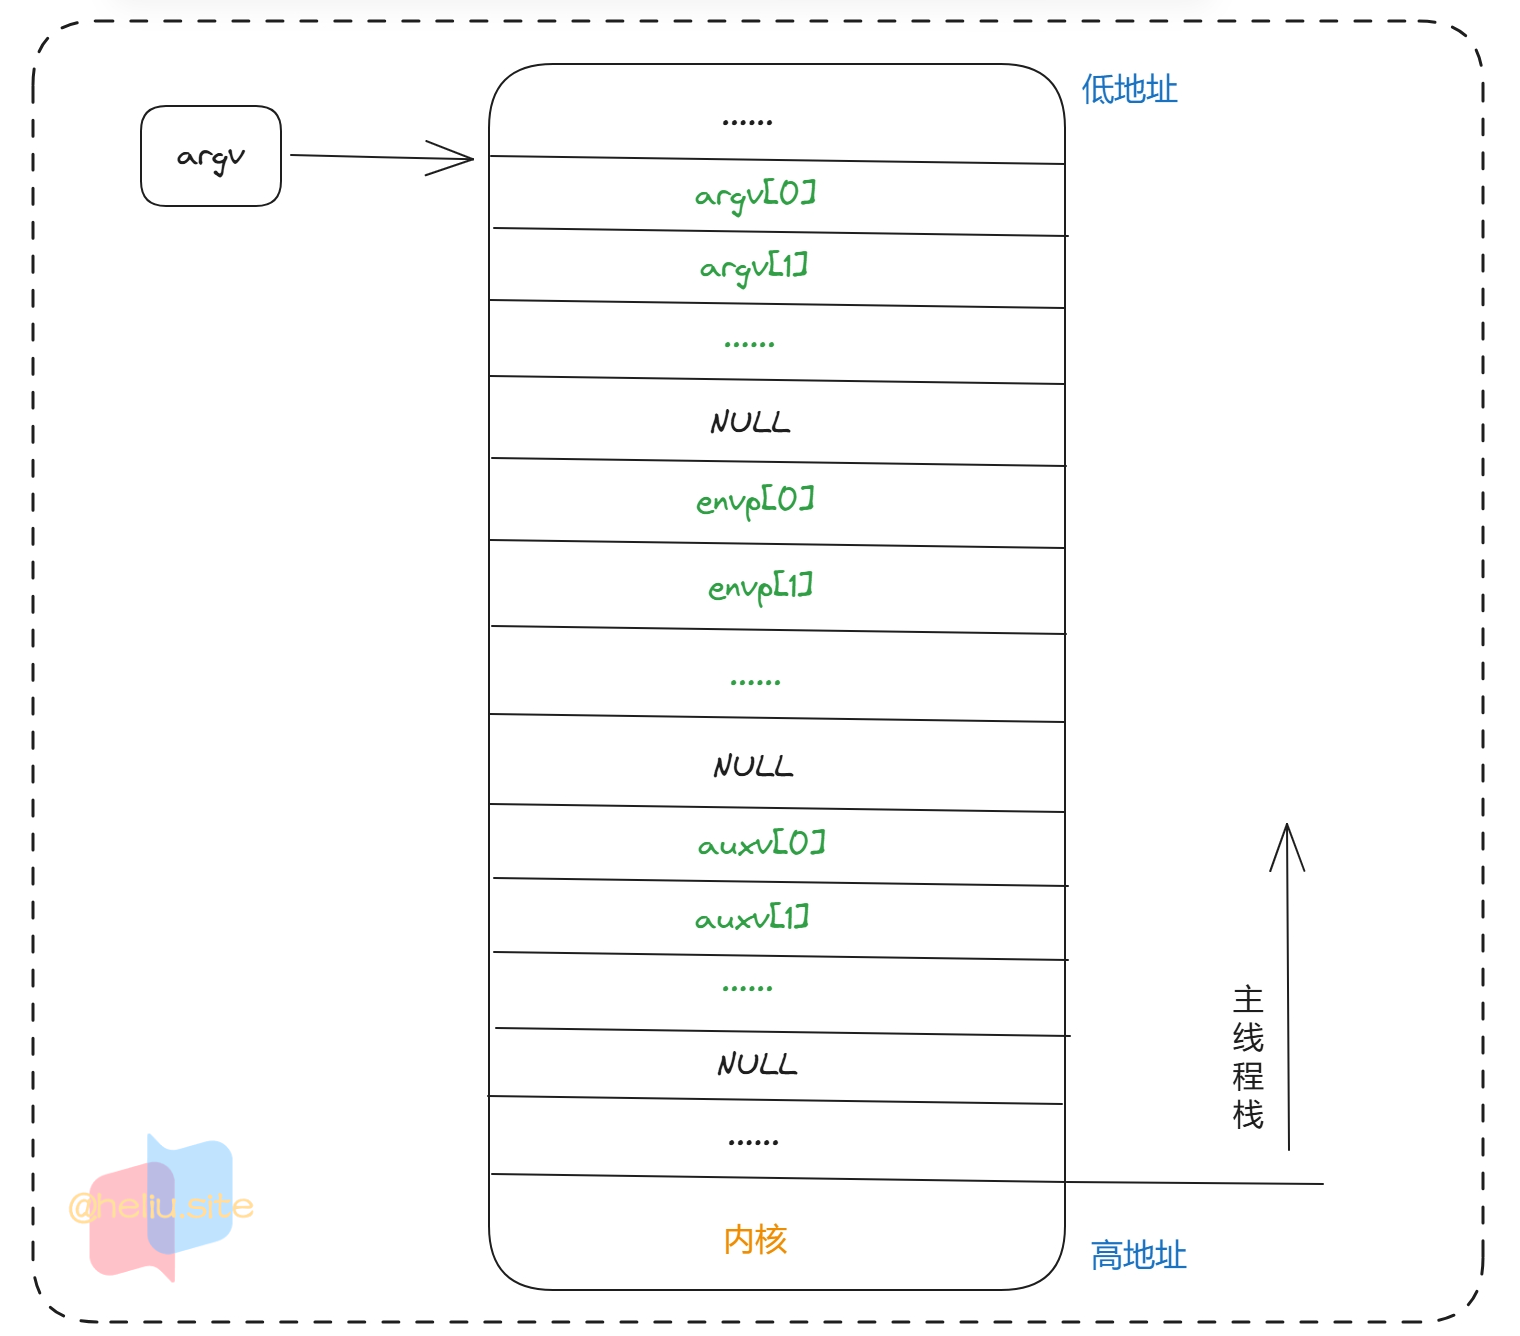 低地址
......
argv
argv[0]
argv[1]
......
NULL
envp[0]
envp[1]
......
NULL
auxv[0]
auxv[1]
......
NULL
主线程栈
......
@heliu.site
内核
高地址